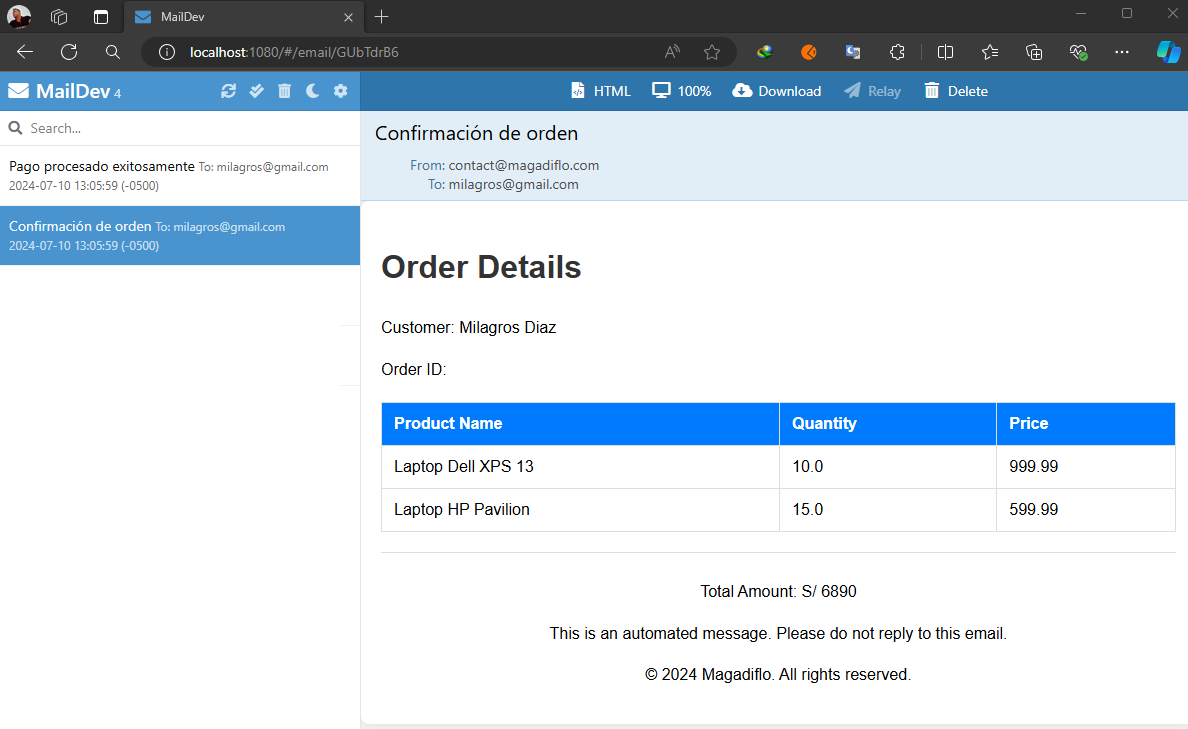 MailDev
localhost:1080/#/email/GUbTdrB6
MailDev 4
HTML 100% Download Relay Delete
Search...
Pago procesado exitosamente To: milagros@gmail.com
2024-07-10 13:05:59 (-0500)
Confirmación de orden To: milagros@gmail.com
2024-07-10 13:05:59 (-0500)
Confirmación de orden
From: contact@magadiflo.com
To: milagros@gmail.com
Order Details
Customer: Milagros Diaz
Order ID:
Product Name Quantity Price
Laptop Dell XPS 13 10.0 999.99
Laptop HP Pavilion 15.0 599.99
Total Amount: S/ 6890
This is an automated message. Please do not reply to this email.
© 2024 Magadiflo. All rights reserved.